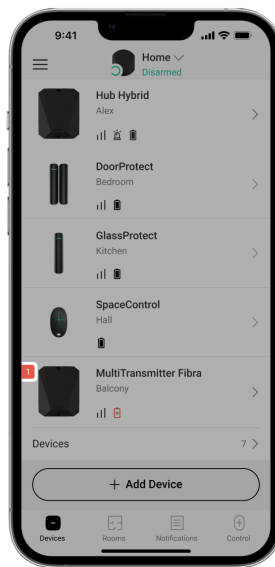 9:41
Home
Disarmed
Hub Hybrid
Alex
DoorProtect
Bedroom
GlassProtect
Kitchen
SpaceControl
Hall
1
MultiTransmitter Fibra
Balcony
Devices 7
+ Add Device
Devices Rooms Notifications Control